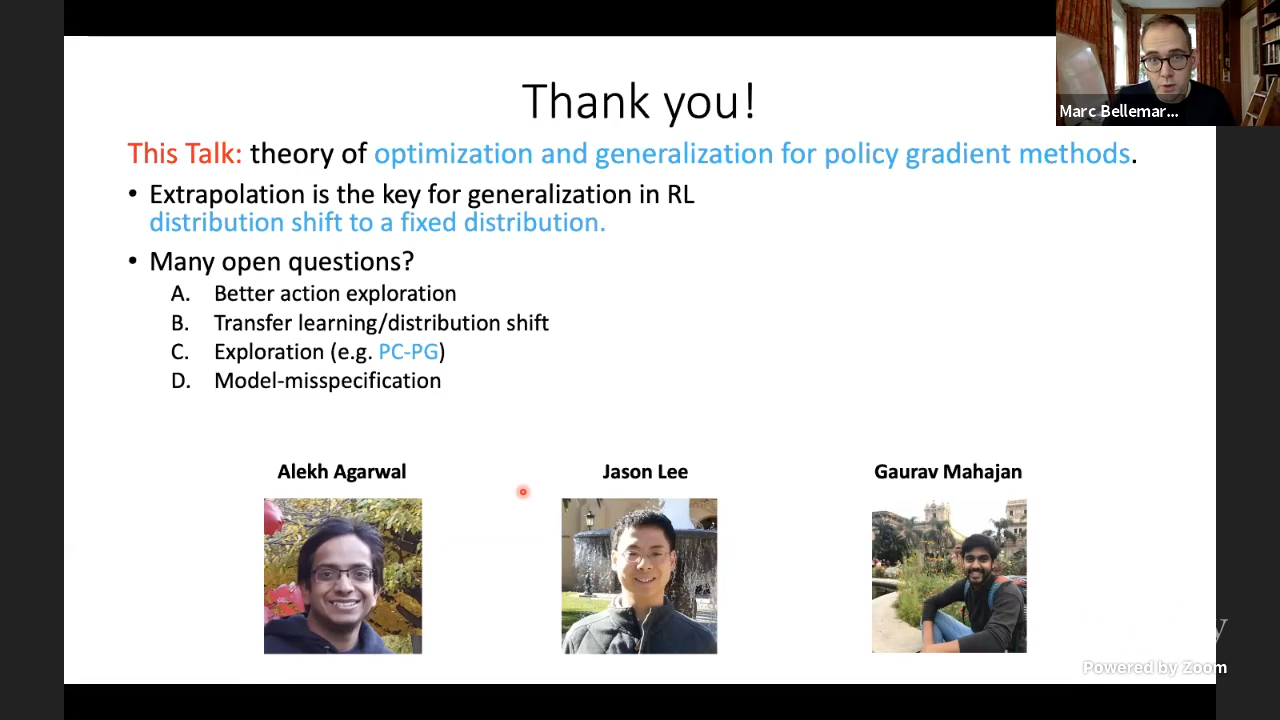 Thank you!
Marc Bellemar...
This Talk: theory of optimization and generalization for policy gradient methods.
• Extrapolation is the key for generalization in RL
distribution shift to a fixed distribution.
• Many open questions?
A. Better action exploration
B. Transfer learning/distribution shift
C. Exploration (e.g. PC-PG)
D. Model-misspecification
Alekh Agarwal
Jason Lee
Gaurav Mahajan
Powered by Zoom